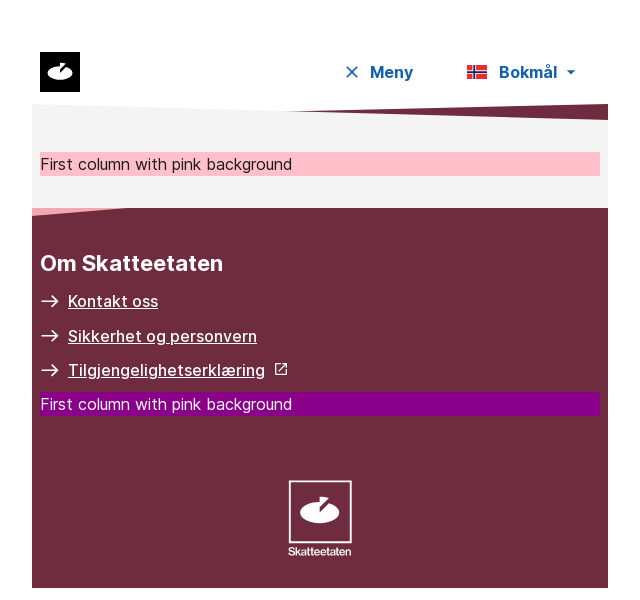 Meny
Bokmål
First column with pink background
Om Skatteetaten
Kontakt oss
Sikkerhet og personvern
Tilgjengelighetserklæring
First column with pink background
Skatteetaten